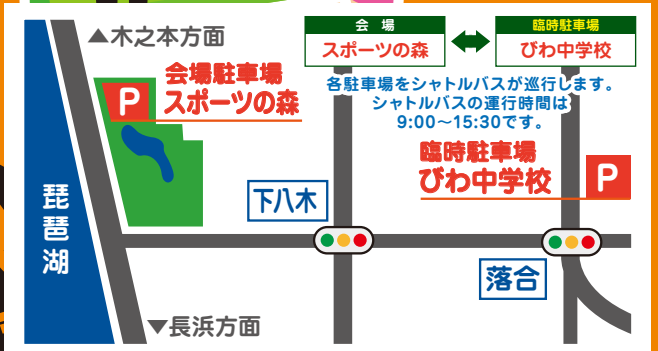 ▲木之本方面
会場
スポーツの森
臨時駐車場
びわ中学校
各駐車場をシャトルバスが巡行します。
シャトルバスの運行時間は
9:00〜15:30です。
P
会場駐車場
スポーツの森
臨時駐車場
びわ中学校
P
琵琶湖
下八木
落合
▼長浜方面